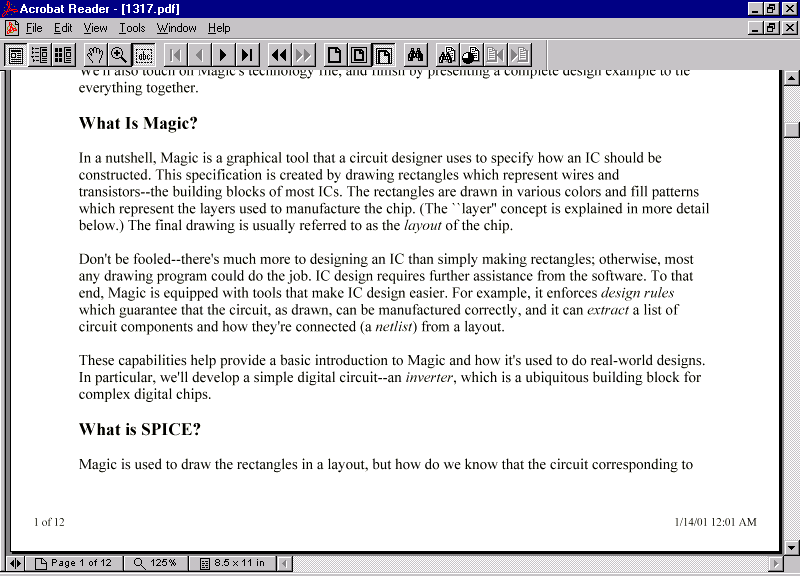 Acrobat Reader - [1317.pdf]
File Edit View Tools Window Help
abc
We'll also touch on Magic's technology file, and finish by presenting a complete design example to tie
everything together.
What Is Magic?
In a nutshell, Magic is a graphical tool that a circuit designer uses to specify how an IC should be
constructed. This specification is created by drawing rectangles which represent wires and
transistors--the building blocks of most ICs. The rectangles are drawn in various colors and fill patterns
which represent the layers used to manufacture the chip. (The ``layer'' concept is explained in more detail
below.) The final drawing is usually referred to as the layout of the chip.
Don't be fooled--there's much more to designing an IC than simply making rectangles; otherwise, most
any drawing program could do the job. IC design requires further assistance from the software. To that
end, Magic is equipped with tools that make IC design easier. For example, it enforces design rules
which guarantee that the circuit, as drawn, can be manufactured correctly, and it can extract a list of
circuit components and how they're connected (a netlist) from a layout.
These capabilities help provide a basic introduction to Magic and how it's used to do real-world designs.
In particular, we'll develop a simple digital circuit--an inverter, which is a ubiquitous building block for
complex digital chips.
What is SPICE?
Magic is used to draw the rectangles in a layout, but how do we know that the circuit corresponding to
1 of 12 1/14/01 12:01 AM
Page 1 of 12 125% 8.5 x 11 in